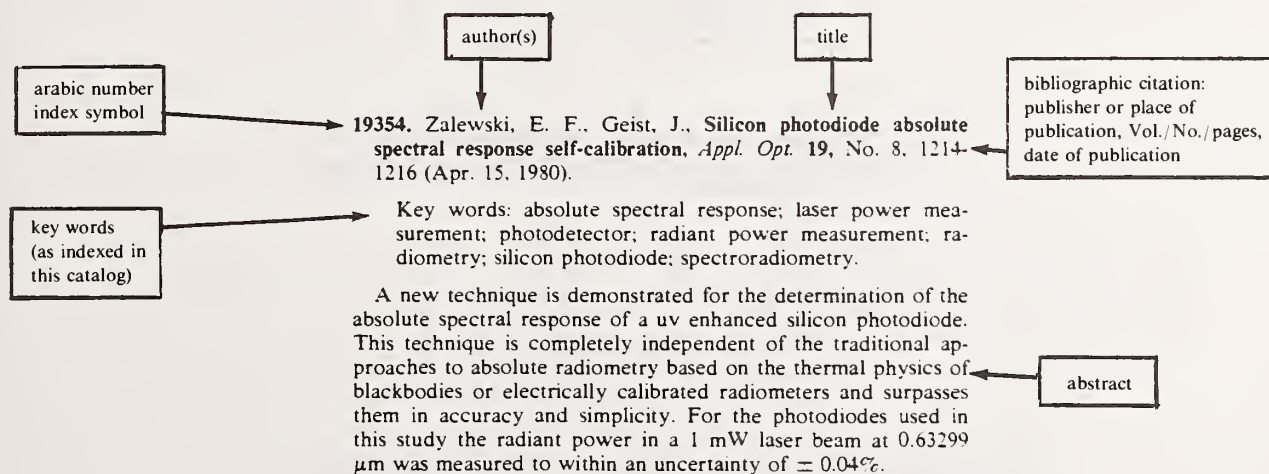 author(s)
title
arabic number
index symbol
bibliographic citation:
publisher or place of
publication, Vol./No./pages,
date of publication
19354. Zalewski, E. F., Geist, J., Silicon photodiode absolute
spectral response self-calibration, Appl. Opt. 19, No. 8, 1214-
1216 (Apr. 15, 1980).
key words
(as indexed in
this catalog)
Key words: absolute spectral response; laser power mea-
surement; photodetector; radiant power measurement; ra-
diometry; silicon photodiode; spectroradiometry.
A new technique is demonstrated for the determination of the
absolute spectral response of a uv enhanced silicon photodiode.
This technique is completely independent of the traditional ap-
proaches to absolute radiometry based on the thermal physics of
blackbodies or electrically calibrated radiometers and surpasses
them in accuracy and simplicity. For the photodiodes used in
this study the radiant power in a 1 mW laser beam at 0.63299
μm was measured to within an uncertainty of ± 0.04%.
abstract